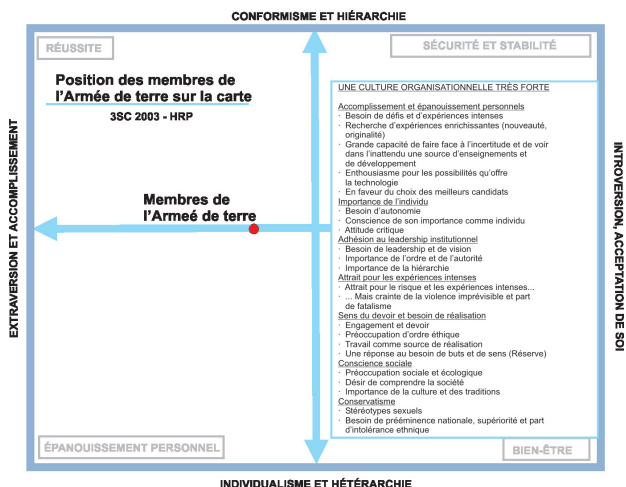 CONFORMISME ET HIÉRARCHIE
RÉUSSITE
SÉCURITÉ ET STABILITÉ
Position des membres de
l'Armée de terre sur la carte
3SC 2003 - HRP
UNE CULTURE ORGANISATIONNELLE TRÈS FORTE
Accomplissement et épanouissement personnels
· Besoin de défis et d'expériences intenses
· Recherche d'expériences enrichissantes (nouveauté,
originalité)
· Grande capacité de faire face à l'incertitude et de voir
dans l'inattendu une source d'enseignements et
de développement
· Enthousiasme pour les possibilités qu'offre
la technologie
· En faveur du choix des meilleurs candidats
Importance de l'individu
· Besoin d'autonomie
· Conscience de son importance comme individu
· Attitude critique
Adhésion au leadership institutionnel
· Besoin de leadership et de vision
· Importance de l'ordre et de l'autorité
· Importance de la hiérarchie
Attrait pour les expériences intenses
· Attrait pour le risque et les expériences intenses...
· ... Mais crainte de la violence imprévisible et part
de fatalisme
Sens du devoir et besoin de réalisation
· Engagement et devoir
· Préoccupation d'ordre éthique
· Travail comme source de réalisation
· Une réponse au besoin de buts et de sens (Réserve)
Conscience sociale
· Préoccupation sociale et écologique
· Désir de comprendre la société
· Importance de la culture et des traditions
Conservatisme
· Stéréotypes sexuels
· Besoin de prééminence nationale, supériorité et part
d'intolérance ethnique
Membres de
l'Armeé de terre
EXTRAVERSION ET ACCOMPLISSEMENT
INTROVERSION, ACCEPTATION DE SOI
ÉPANOUISSEMENT PERSONNEL
BIEN-ÊTRE
INDIVIDUALISME ET HÉTÉRARCHIE